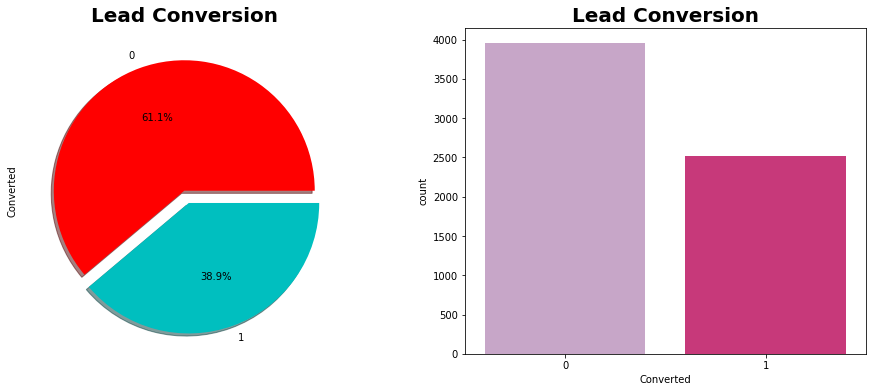 Lead Conversion
0
61.1%
Converted
38.9%
1
Lead Conversion
4000
3500
3000
2500
2000
1500
1000
500
0
count
0 1
Converted